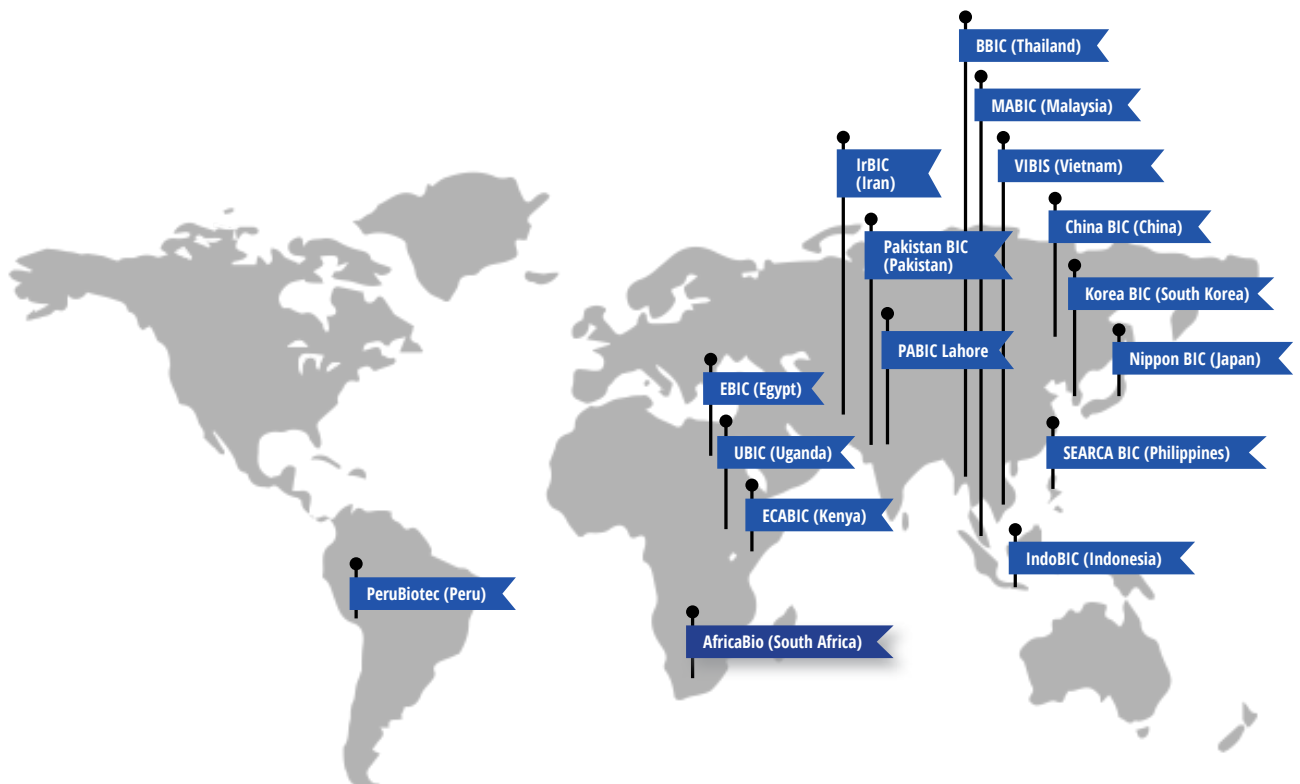 BBIC (Thailand)
MABIC (Malaysia)
IrBIC
(Iran)
VIBIS (Vietnam)
China BIC (China)
Pakistan BIC
(Pakistan)
Korea BIC (South Korea)
PABIC Lahore
Nippon BIC (Japan)
EBIC (Egypt)
UBIC (Uganda)
SEARCA BIC (Philippines)
ECABIC (Kenya)
IndoBIC (Indonesia)
PeruBiotec (Peru)
AfricaBio (South Africa)